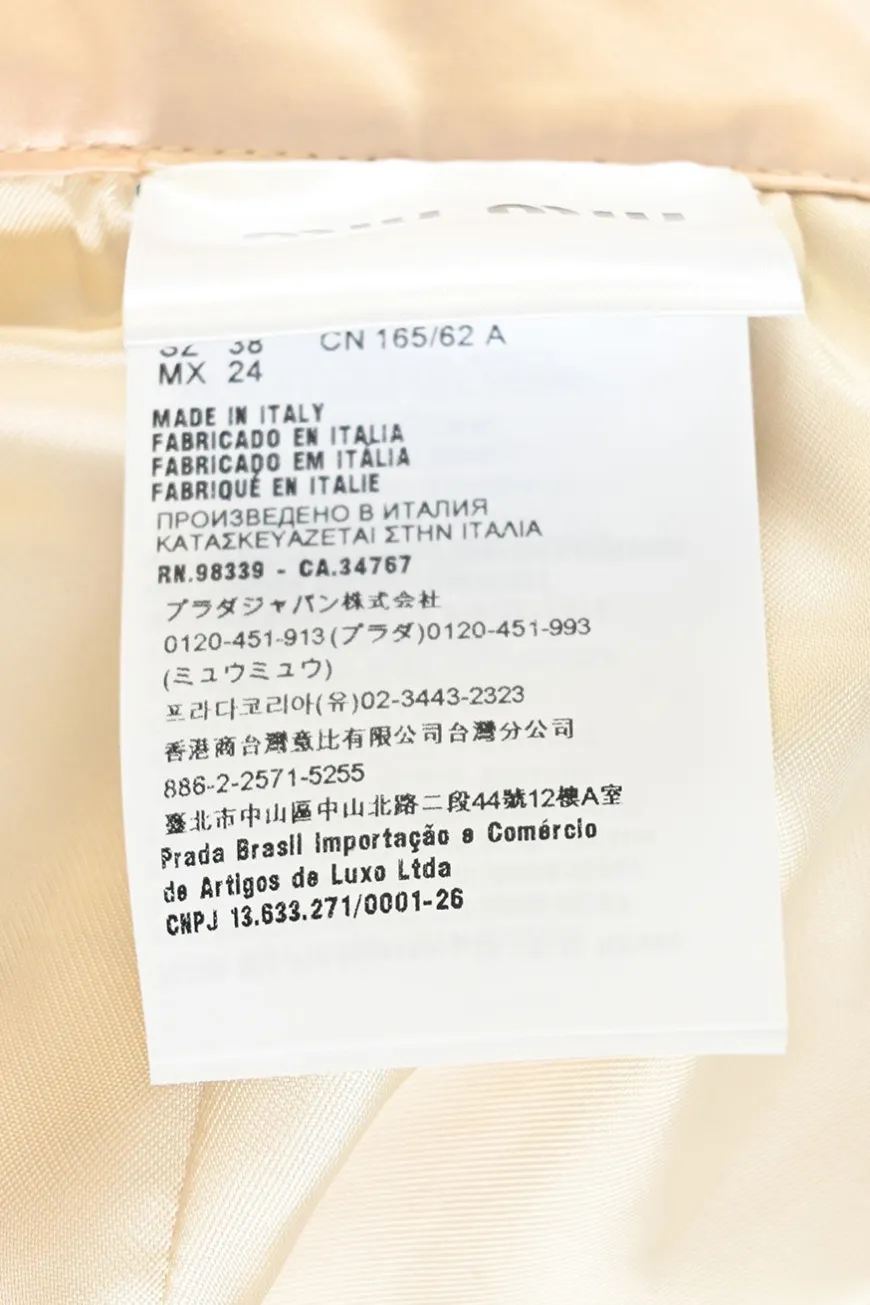 miu miu
38 CN 165/62 A
MX 24
MADE IN ITALY
FABRICADO EN ITALIA
FABRICADO EM ITÁLIA
FABRIQUÉ EN ITALIE
ПРОИЗВЕДЕНО В ИТАЛИЯ
ΚΑΤΑΣΚΕΥΑΖΕΤΑΙ ΣΤΗΝ ΙΤΑΛΙΑ
RN.98339 - CA.34767
プラダジャパン株式会社
0120-451-913(プラダ)0120-451-993
(ミュウミュウ)
프라다코리아(유)02-3443-2323
香港商台灣意比有限公司台灣分公司
886-2-2571-5255
臺北市中山區中山北路二段44號12樓A室
Prada Brasil Importação e Comércio
de Artigos de Luxo Ltda
CNPJ 13.633.271/0001-26